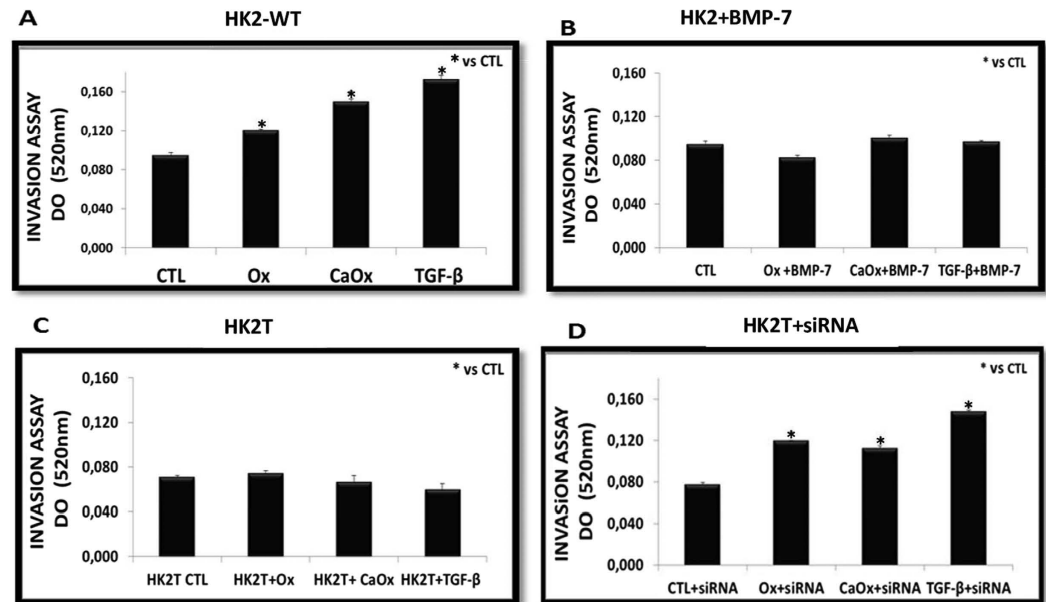 A
HK2-WT
* vs CTL
INVASION ASSAY
DO (520nm)
0,160
0,120
0,080
0,040
0,000
*
*
*
CTL
Ox
CaOx
TGF-β
B
HK2+BMP-7
* vs CTL
INVASION ASSAY
DO (520nm)
0,160
0,120
0,080
0,040
0,000
CTL
Ox +BMP-7
CaOx+BMP-7
TGF-β+BMP-7
C
HK2T
* vs CTL
INVASION ASSAY
DO (520nm)
0,160
0,120
0,080
0,040
0,000
HK2T CTL
HK2T+Ox
HK2T+ CaOx
HK2T+TGF-β
D
HK2T+siRNA
* vs CTL
INVASiON ASSAY
DO (520nm)
0,160
0,120
0,080
0,040
0,000
*
*
*
CTL+siRNA
Ox+siRNA
CaOx+siRNA
TGF-β+siRNA